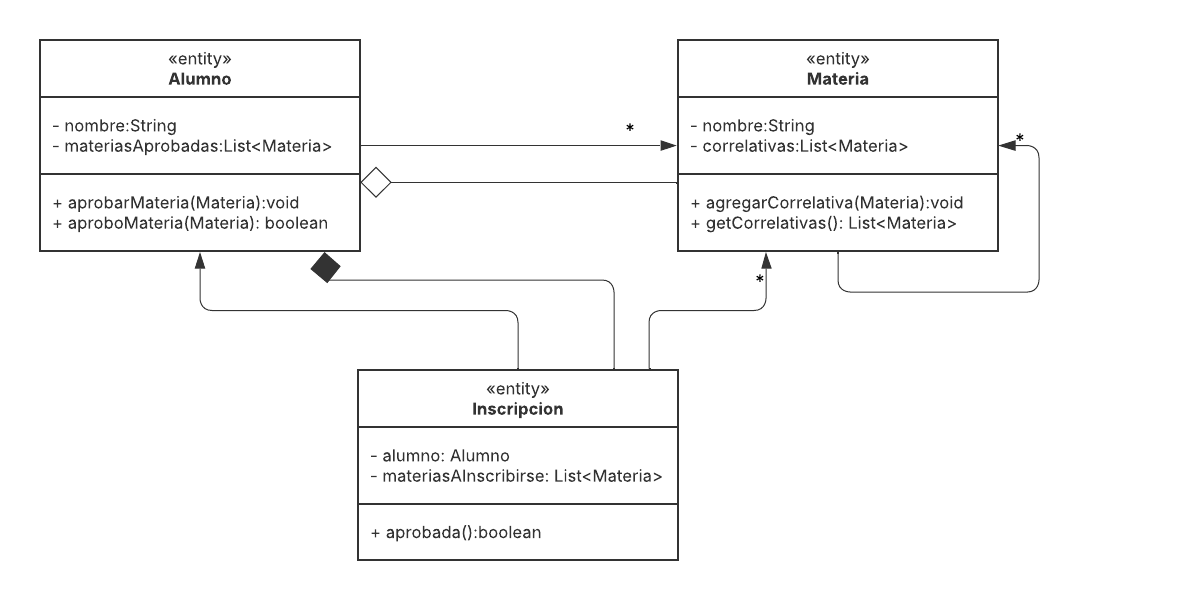 «entity»
Alumno
- nombre:String
- materiasAprobadas:List<Materia>
+ aprobarMateria(Materia):void
+ aproboMateria(Materia): boolean
*
«entity»
Materia
- nombre:String
- correlativas:List<Materia>
+ agregarCorrelativa(Materia):void
+ getCorrelativas(): List<Materia>
*
*
«entity»
Inscripcion
- alumno: Alumno
- materiasAInscribirse: List<Materia>
+ aprobada():boolean